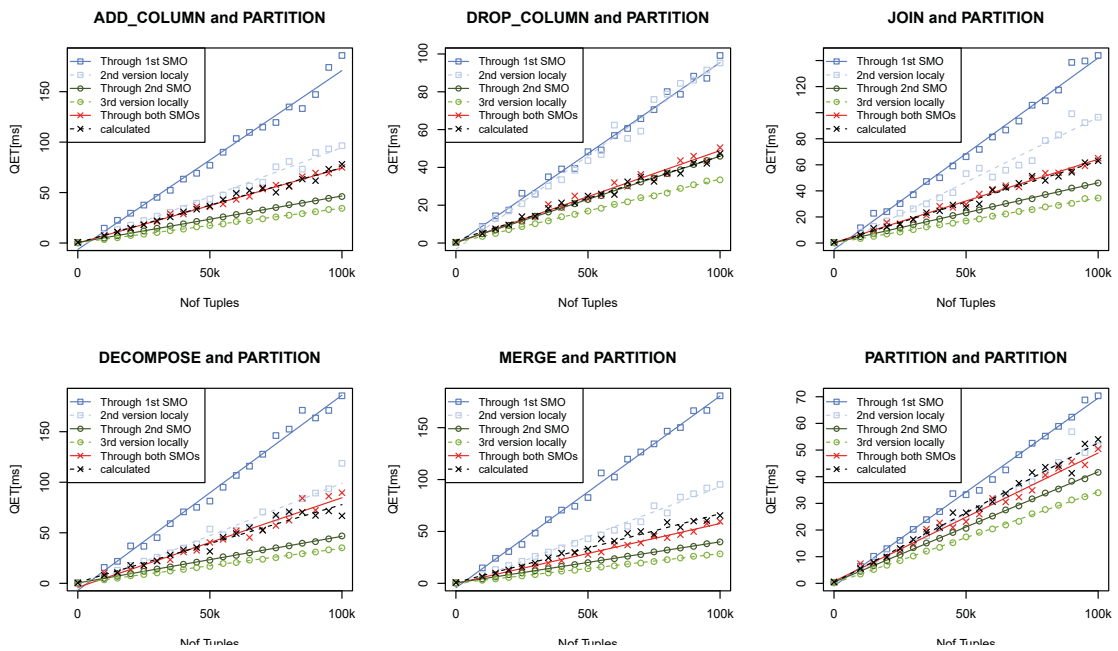 ADD_COLUMN and PARTITION
QET[ms]
0 50 100 150
Through 1st SMO
2nd version localy
Through 2nd SMO
3rd version locally
Through both SMOs
calculated
0 50k 100k
Nof Tuples
DROP_COLUMN and PARTITION
QET[ms]
0 20 40 60 80 100
Through 1st SMO
2nd version localy
Through 2nd SMO
3rd version locally
Through both SMOs
calculated
0 50k 100k
Nof Tuples
JOIN and PARTITION
QET[ms]
0 20 40 60 80 100 140
Through 1st SMO
2nd version localy
Through 2nd SMO
3rd version locally
Through both SMOs
calculated
0 50k 100k
Nof Tuples
DECOMPOSE and PARTITION
QET[ms]
0 50 100 150
Through 1st SMO
2nd version localy
Through 2nd SMO
3rd version locally
Through both SMOs
calculated
0 50k 100k
Nof Tuples
MERGE and PARTITION
QET[ms]
0 50 100 150
Through 1st SMO
2nd version localy
Through 2nd SMO
3rd version locally
Through both SMOs
calculated
0 50k 100k
Nof Tuples
PARTITION and PARTITION
QET[ms]
0 10 20 30 40 50 60 70
Through 1st SMO
2nd version localy
Through 2nd SMO
3rd version locally
Through both SMOs
calculated
0 50k 100k
Nof Tuples